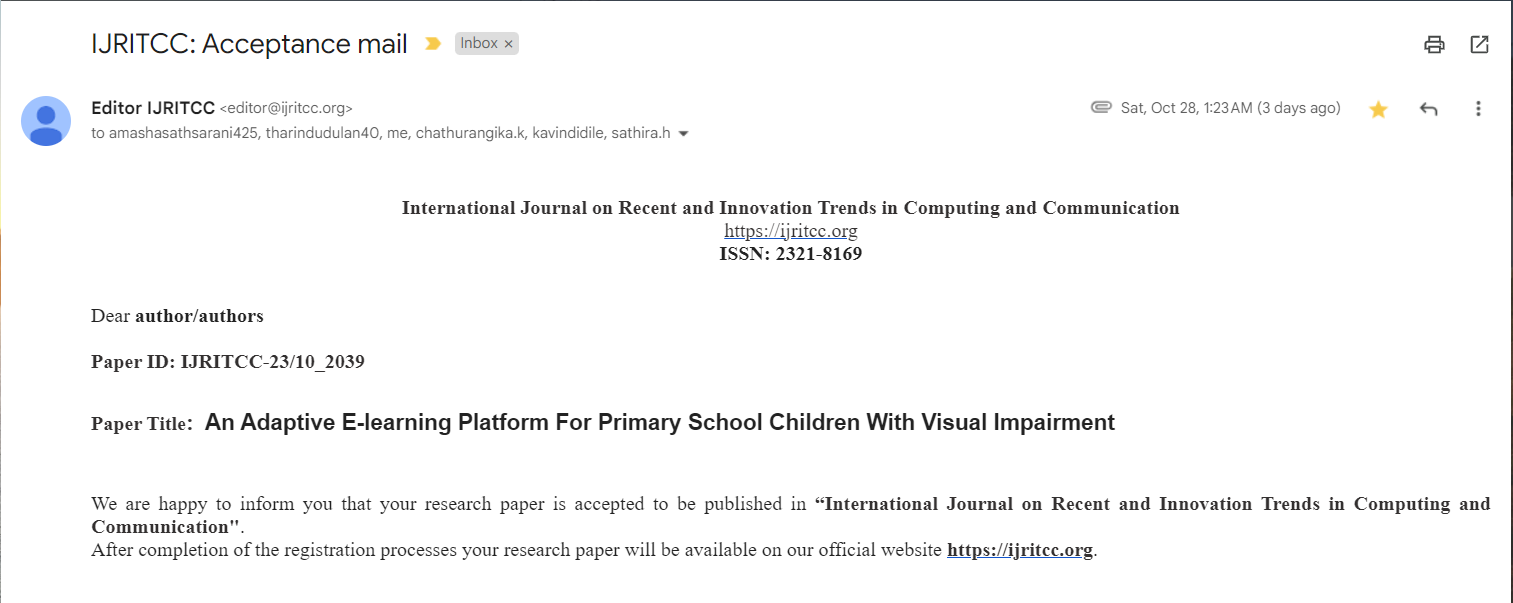 IJRITCC: Acceptance mail Inbox ×
Editor IJRITCC <editor@ijritcc.org> Sat, Oct 28, 1:23 AM (3 days ago)
to amashasathsarani425, tharindudulan40, me, chathurangika.k, kavindidile, sathira.h
International Journal on Recent and Innovation Trends in Computing and Communication
https://ijritcc.org
ISSN: 2321-8169
Dear author/authors
Paper ID: IJRITCC-23/10_2039
Paper Title: An Adaptive E-learning Platform For Primary School Children With Visual Impairment
We are happy to inform you that your research paper is accepted to be published in “International Journal on Recent and Innovation Trends in Computing and
Communication".
After completion of the registration processes your research paper will be available on our official website https://ijritcc.org.